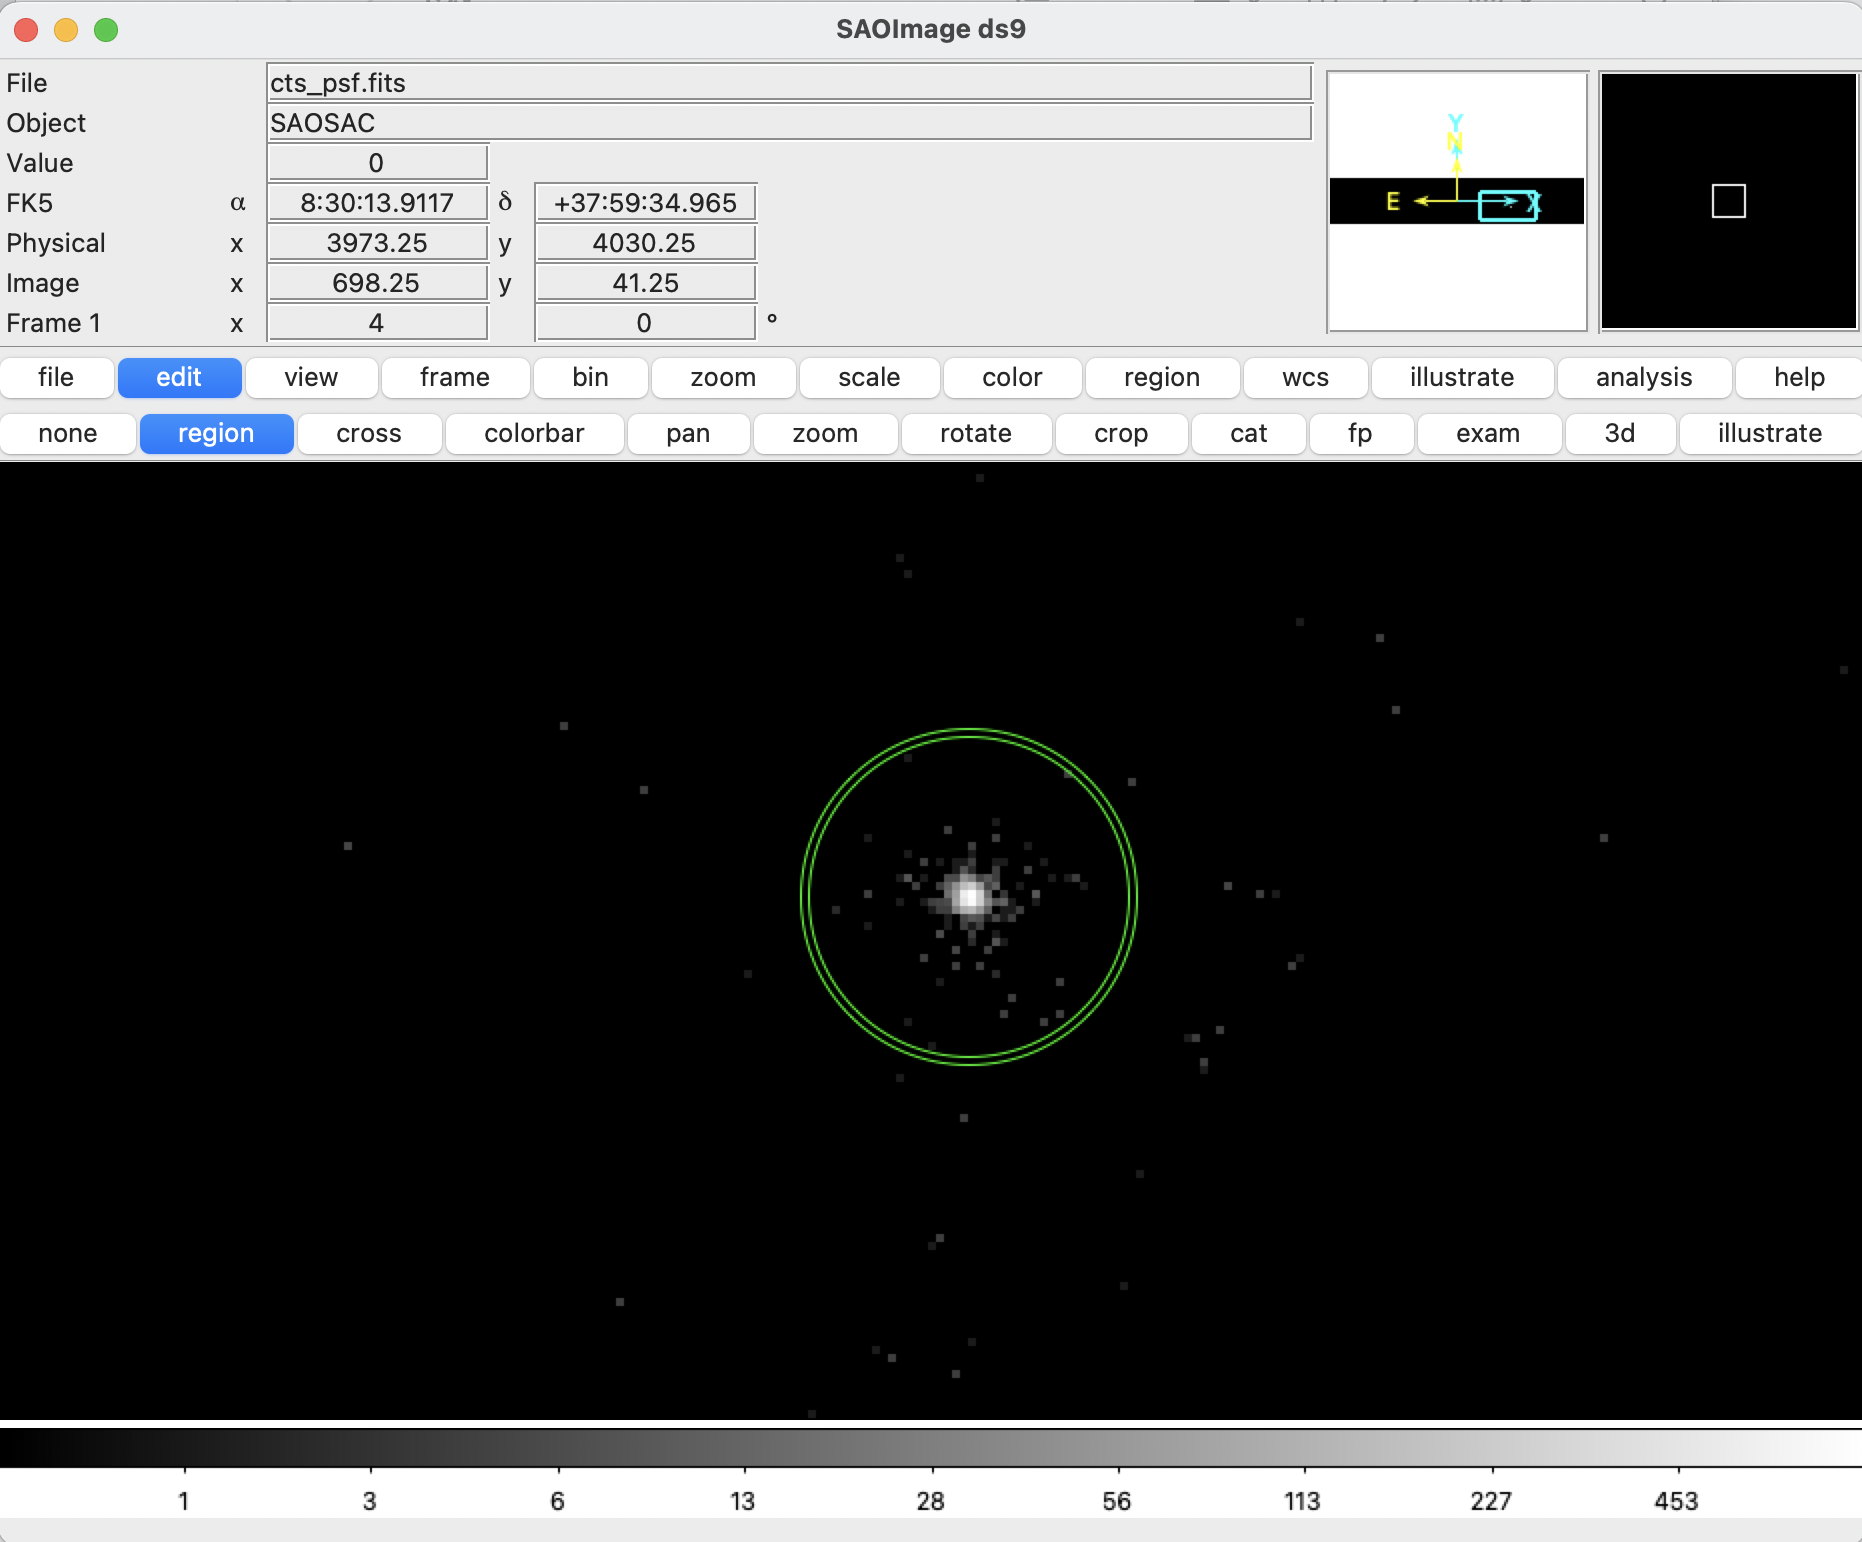 SAOImage ds9
File cts_psf.fits
Object SAOSAC
Value 0
FK5 α 8:30:13.9117 δ +37:59:34.965
Physical x 3973.25 y 4030.25
Image x 698.25 y 41.25
Frame 1 x 4 0 °
Y
N
E X
file edit view frame bin zoom scale color region wcs illustrate analysis help
none region cross colorbar pan zoom rotate crop cat fp exam 3d illustrate
1 3 6 13 28 56 113 227 453